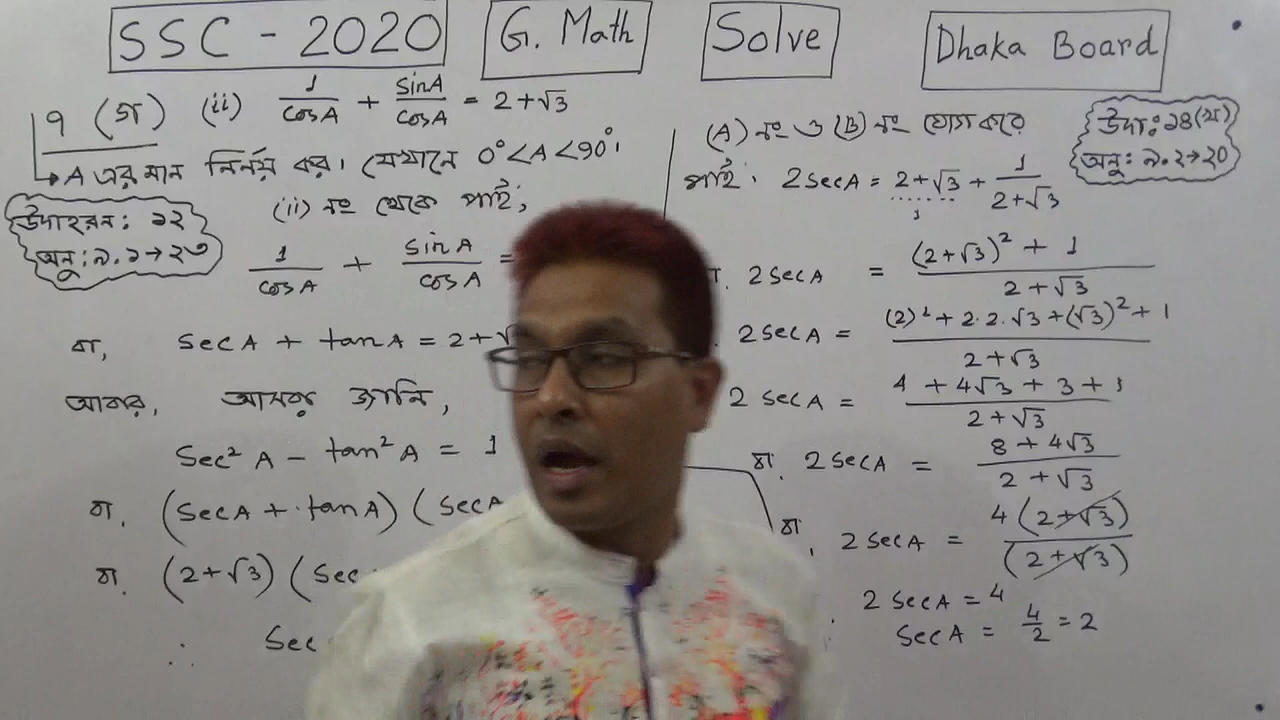 SSC - 2020
G. Math
Solve
Dhaka Board
৭ (গ) (ii) 1/cosA + sinA/cosA = 2+√3
→ A এর মান নির্নয় কর। যেখানে 0°<A<90°।
উদাহরন: ১২
অনু: ৯.১→২৩
(ii) নং থেকে পাই;
1/cosA + sinA/cosA =
বা, secA + tanA = 2+√
আবার, আমরা জানি,
Sec² A − tan² A = 1
বা, (secA + tanA) (secA
বা, (2+√3) (Sec
∴ Sec
(A) নং ও (B) নং যোগ করে
পাই, 2secA = 2+√3 + 1/2+√3
উদা: ১৪(খ)
অনু: ৯.২→২০
2secA = (2+√3)² + 1 / 2+√3
2secA = (2)² + 2.2.√3 + (√3)² + 1 / 2+√3
2secA = 4 + 4√3 + 3 + 1 / 2+√3
বা, 2secA = 8 + 4√3 / 2+√3
বা, 2secA = 4(2+√3) / (2+√3)
2secA = 4
secA = 4/2 = 2